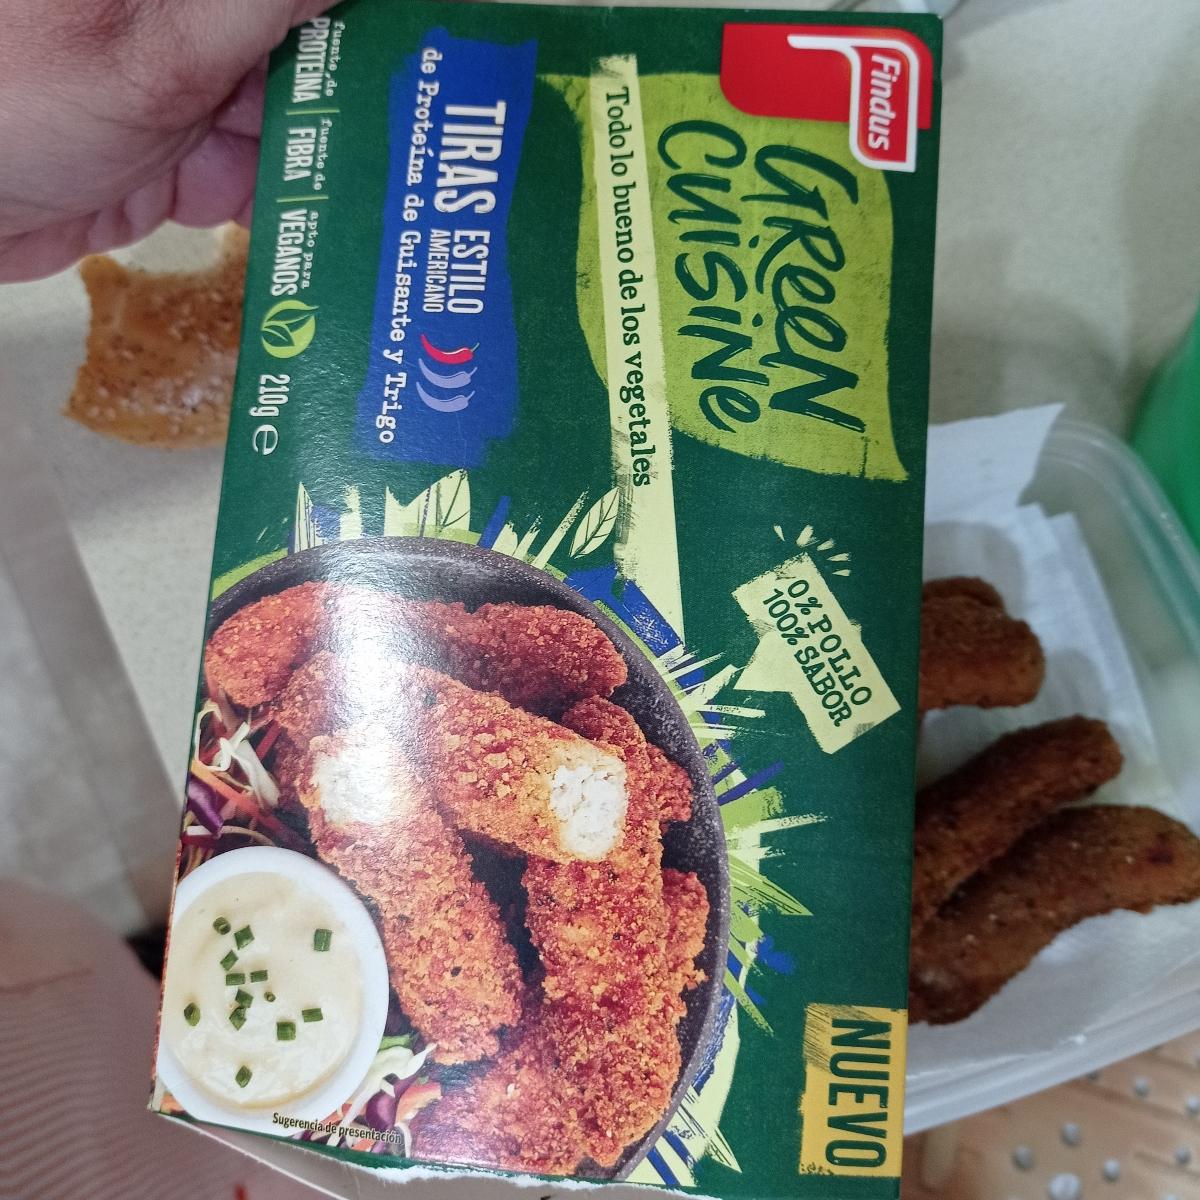 Findus
GREEN
CUISINE
Todo lo bueno de los vegetales
TIRAS ESTILO
AMERICANO
de Proteína de Guisante y Trigo
fuente de
PROTEÍNA
fuente de
FIBRA
apto para
VEGANOS
210g e
0% POLLO
100% SABOR
NUEVO
Sugerencia de presentación